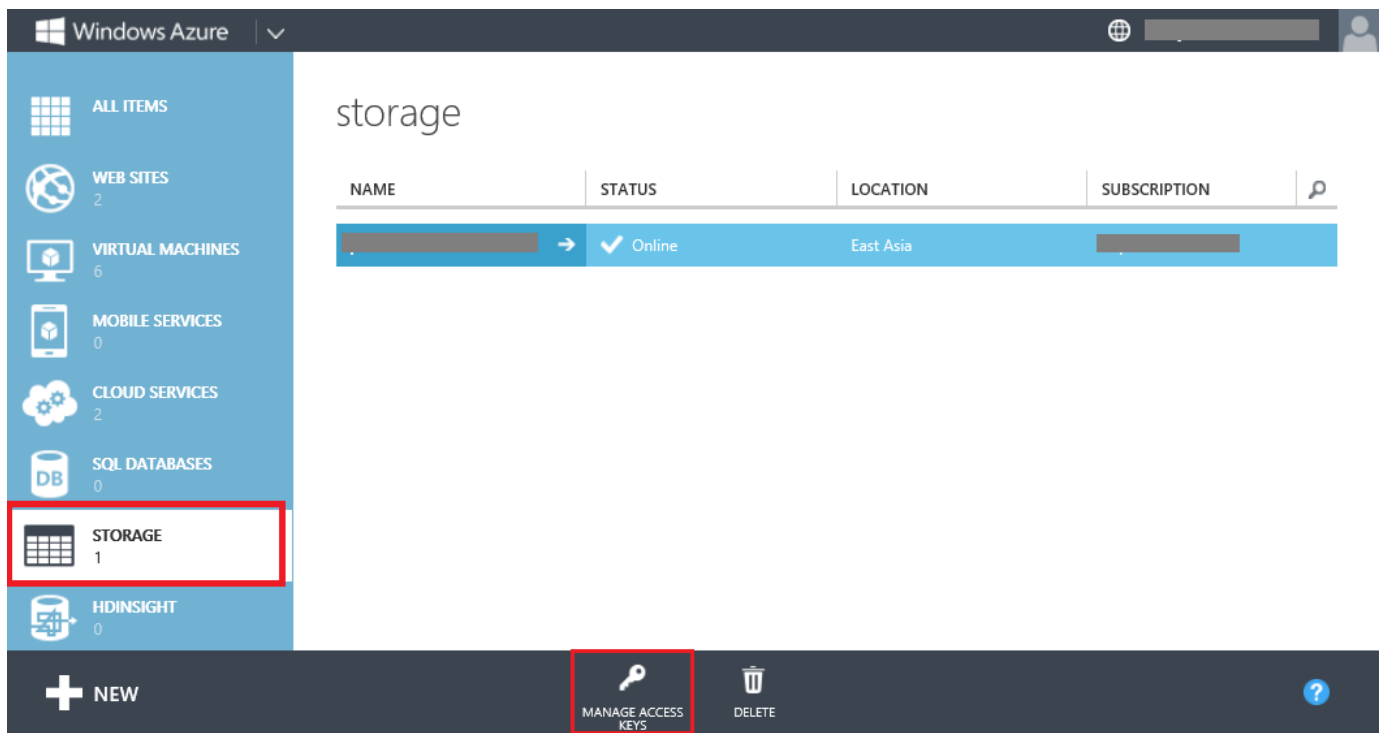 Windows Azure
ALL ITEMS
WEB SITES
2
VIRTUAL MACHINES
6
MOBILE SERVICES
0
CLOUD SERVICES
2
DB
SQL DATABASES
0
STORAGE
1
HDINSIGHT
0
storage
NAME STATUS LOCATION SUBSCRIPTION
Online East Asia
NEW
MANAGE ACCESS
KEYS
DELETE
?